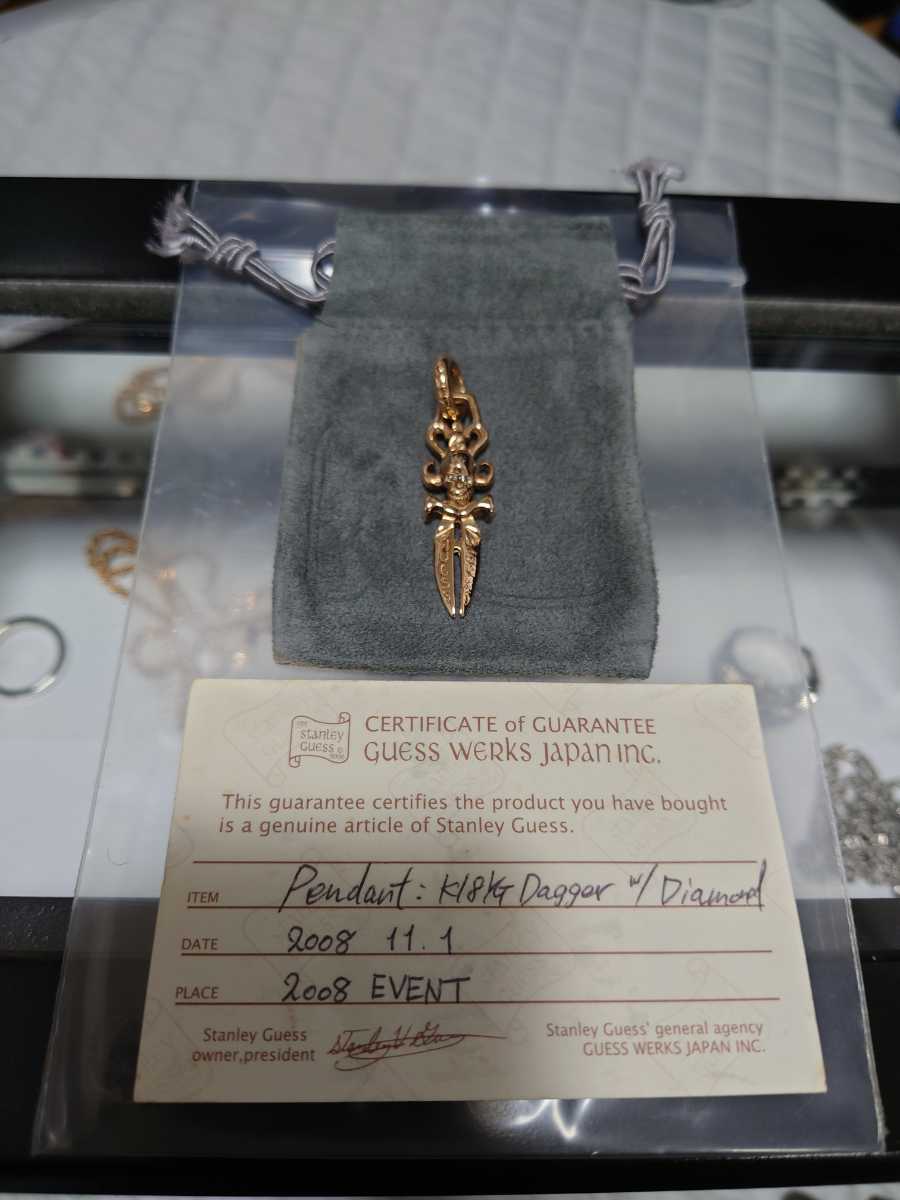 stanley
Guess
CERTIFICATE of GUARANTEE
GUESS WERKS JAPAN INC.
This guarantee certifies the product you have bought
is a genuine article of Stanley Guess.
ITEM Pendant: K18YG Dagger w/ Diamond
DATE 2008 11.1
PLACE 2008 EVENT
Stanley Guess
owner,president
Stanley Guess' general agency
GUESS WERKS JAPAN INC.